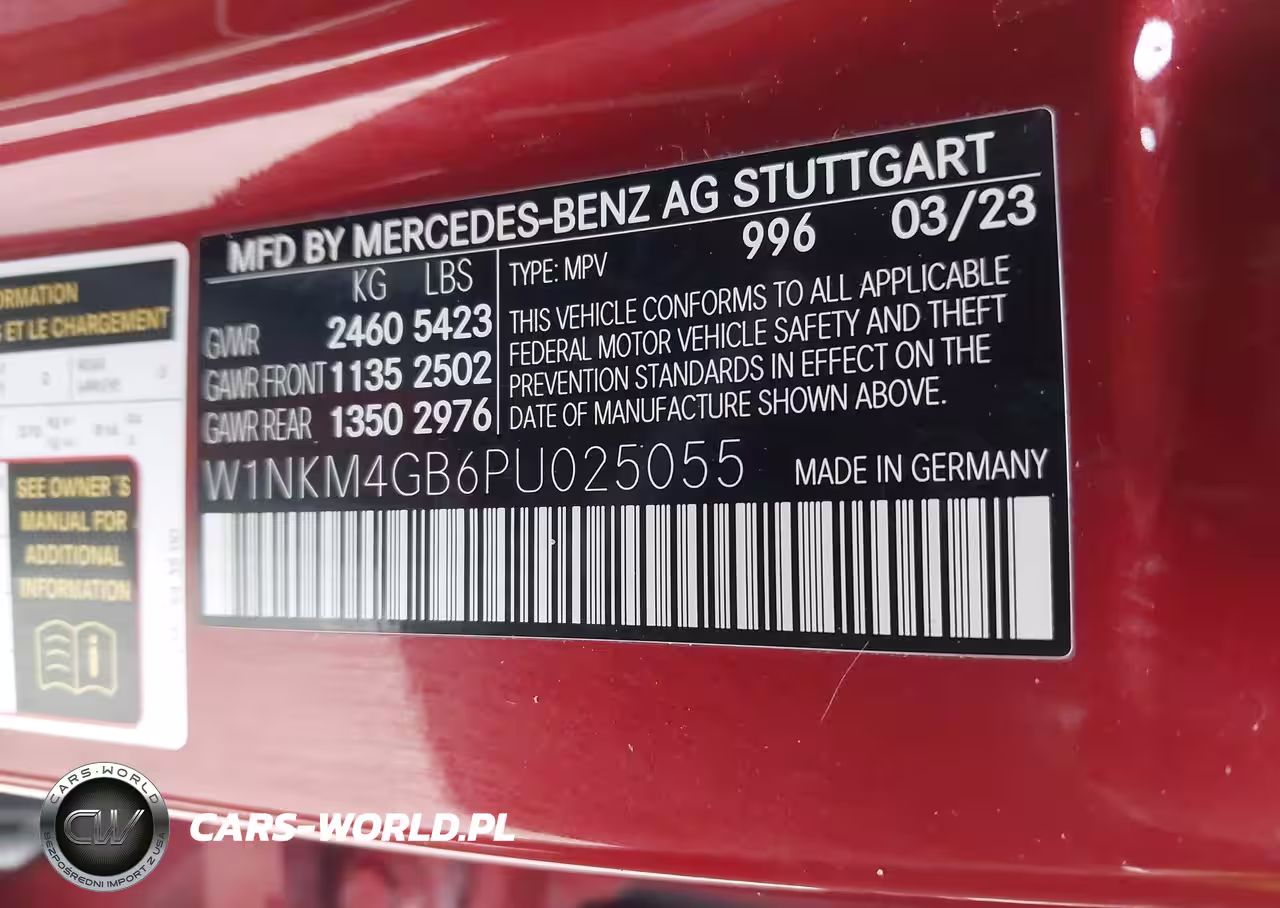 MFD BY MERCEDES-BENZ AG STUTTGART
KG LBS
GVWR 2460 5423
GAWR FRONT 1135 2502
GAWR REAR 1350 2976
TYPE: MPV 996 03/23
THIS VEHICLE CONFORMS TO ALL APPLICABLE
FEDERAL MOTOR VEHICLE SAFETY AND THEFT
PREVENTION STANDARDS IN EFFECT ON THE
DATE OF MANUFACTURE SHOWN ABOVE.
W1NKM4GB6PU025055 MADE IN GERMANY
ET LE CHARGEMENT
SEE OWNER'S
MANUAL FOR
ADDITIONAL
INFORMATION
CARS-WORLD
CW
BEZPOŚREDNI IMPORT Z USA
CARS-WORLD.PL